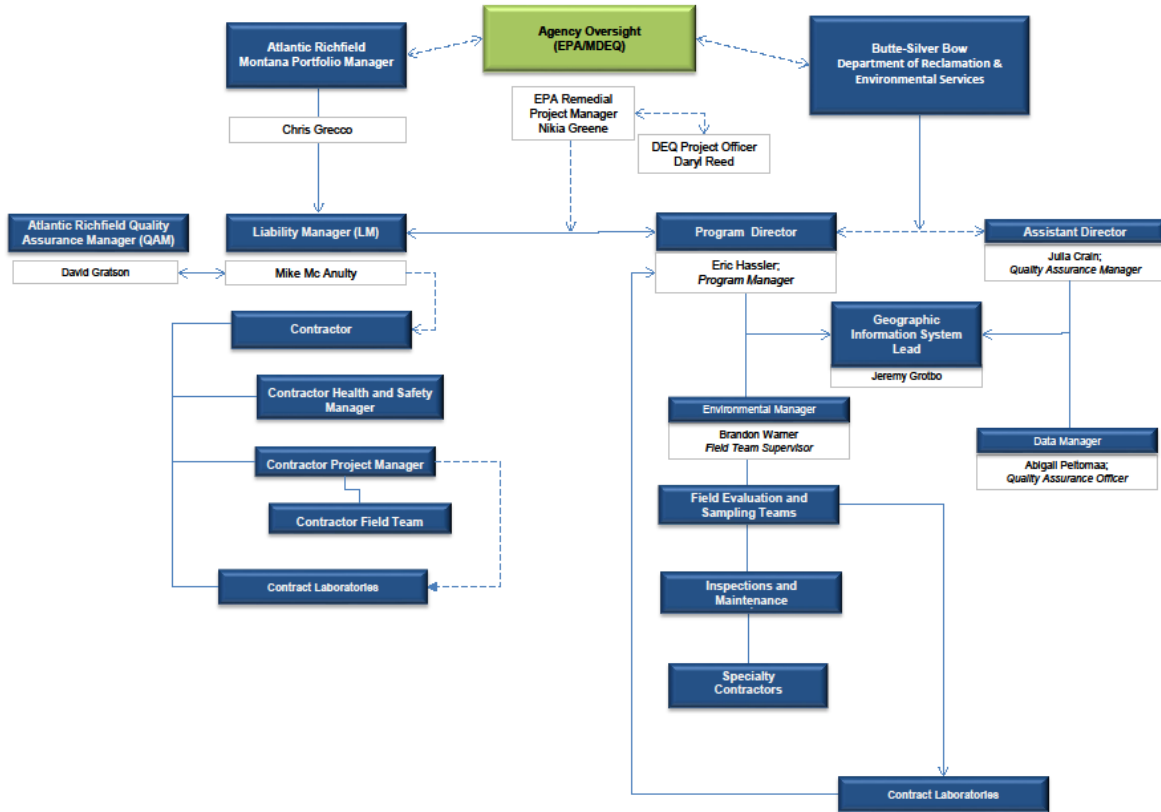 Atlantic Richfield
Montana Portfolio Manager
Agency Oversight
(EPA/MDEQ)
Butte-Silver Bow
Department of Reclamation &
Environmental Services
Chris Grecco
EPA Remedial
Project Manager
Nikia Greene
DEQ Project Officer
Daryl Reed
Atlantic Richfield Quality
Assurance Manager (QAM)
David Gratson
Liability Manager (LM)
Mike Mc Anulty
Program Director
Eric Hassler;
Program Manager
Assistant Director
Julia Crain;
Quality Assurance Manager
Contractor
Geographic
Information System
Lead
Jeremy Grotbo
Contractor Health and Safety
Manager
Environmental Manager
Brandon Warner
Field Team Supervisor
Data Manager
Abigail Peltomaa;
Quality Assurance Officer
Contractor Project Manager
Contractor Field Team
Field Evaluation and
Sampling Teams
Contract Laboratories
Inspections and
Maintenance
Specialty
Contractors
Contract Laboratories